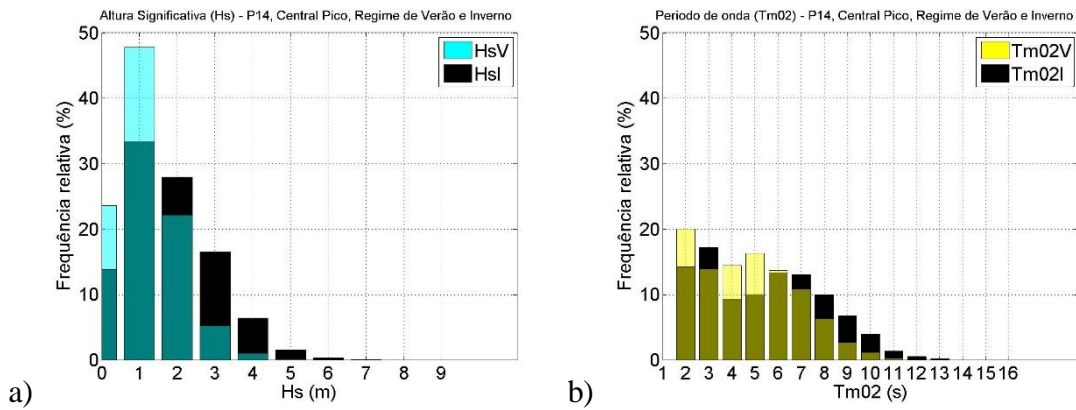 Altura Significativa (Hs) - P14, Central Pico, Regime de Verão e Inverno
50
40
30
20
10
0
Frequência relativa (%)
HsV
HsI
0 1 2 3 4 5 6 7 8 9
Hs (m)
a)
Periodo de onda (Tm02) - P14, Central Pico, Regime de Verão e Inverno
50
40
30
20
10
0
Frequência relativa (%)
Tm02V
Tm02I
1 2 3 4 5 6 7 8 9 10 11 12 13 14 15 16
Tm02 (s)
b)